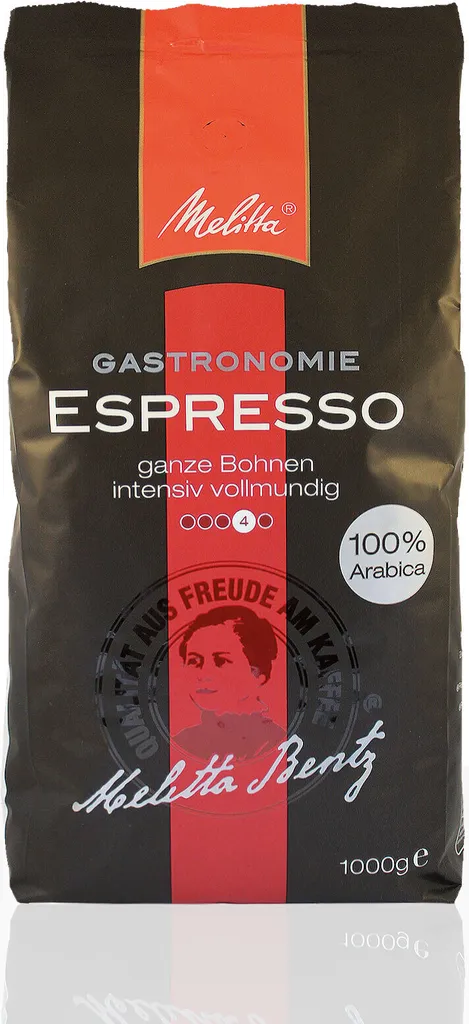 Melitta®
GASTRONOMIE
ESPRESSO
ganze Bohnen
intensiv vollmundig
4
100%
Arabica
QUALITÄT AUS FREUDE AM KAFFEE
Melitta Bentz
1000g e